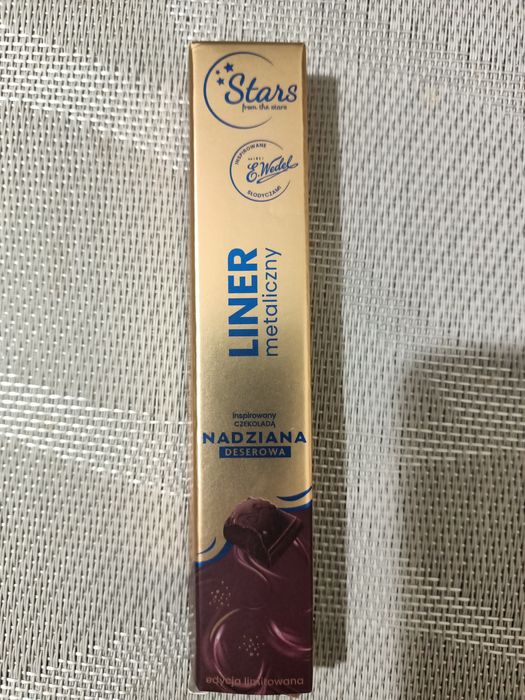 Stars
from the stars
INSPIROWANE
E.Wedel
SŁODYCZAMI
LINER
metaliczny
inspirowany
CZEKOLADĄ
NADZIANA
DESEROWA
edycja limitowana